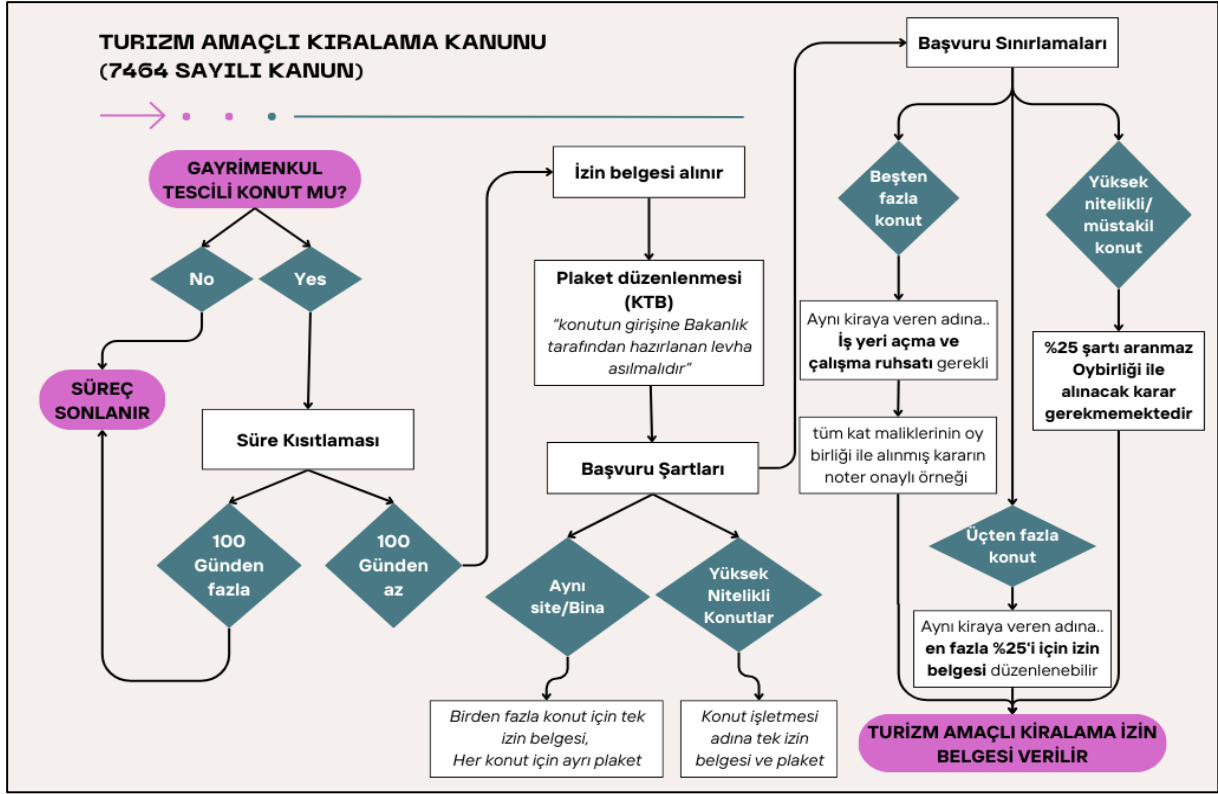 TURIZM AMAÇLI KIRALAMA KANUNU
(7464 SAYILI KANUN)
GAYRİMENKUL
TESCİLİ KONUT MU?
No
Yes
SÜREÇ
SONLANIR
Süre Kısıtlaması
100
Günden
fazla
100
Günden
az
İzin belgesi alınır
Plaket düzenlenmesi
(KTB)
“konutun girişine Bakanlık
tarafından hazırlanan levha
asılmalıdır”
Başvuru Şartları
Aynı
site/Bina
Yüksek
Nitelikli
Konutlar
Birden fazla konut için tek
izin belgesi,
Her konut için ayrı plaket
Konut işletmesi
adına tek izin
belgesi ve plaket
Başvuru Sınırlamaları
Beşten
fazla
konut
Yüksek
nitelikli/
müstakil
konut
Aynı kiraya veren adına..
İş yeri açma ve
çalışma ruhsatı gerekli
%25 şartı aranmaz
Oybirliği ile
alınacak karar
gerekmemektedir
tüm kat maliklerinin oy
birliği ile alınmış kararın
noter onaylı örneği
Üçten fazla
konut
Aynı kiraya veren adına..
en fazla %25'i için izin
belgesi düzenlenebilir
TURİZM AMAÇLI KİRALAMA İZİN
BELGESİ VERİLİR